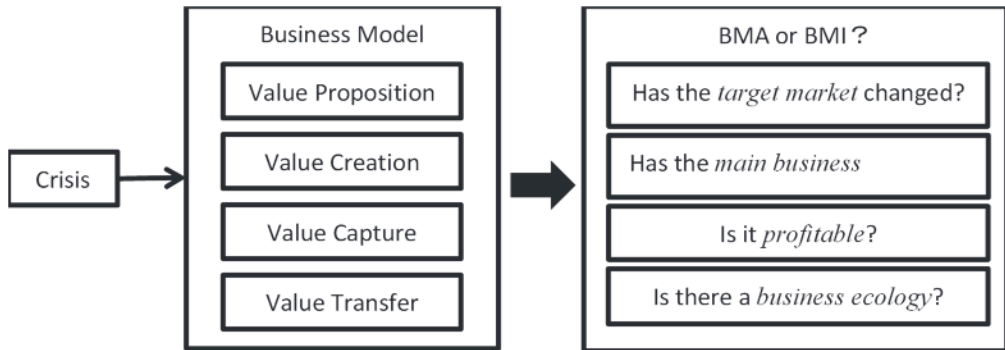 Crisis
Business Model
Value Proposition
Value Creation
Value Capture
Value Transfer
BMA or BMI？
Has the target market changed?
Has the main business
Is it profitable?
Is there a business ecology?